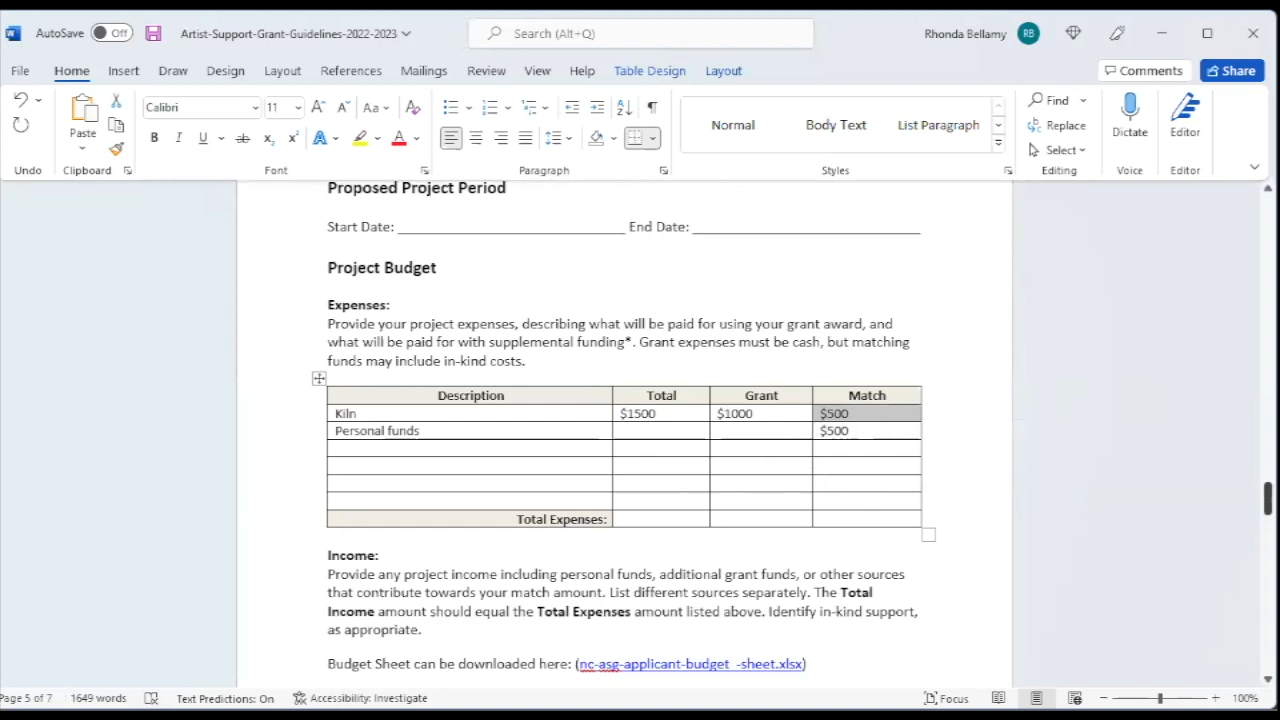 AutoSave Off Artist-Support-Grant-Guidelines-2022-2023 Search (Alt+Q) Rhonda Bellamy RB
File Home Insert Draw Design Layout References Mailings Review View Help Table Design Layout Comments Share
Paste Calibri 11 Aa Normal Body Text List Paragraph Find Replace Select Dictate Editor
Undo Clipboard Font Paragraph Styles Editing Voice Editor
Proposed Project Period
Start Date: ____________________ End Date: ____________________
Project Budget
Expenses:
Provide your project expenses, describing what will be paid for using your grant award, and
what will be paid for with supplemental funding*. Grant expenses must be cash, but matching
funds may include in-kind costs.
Description Total Grant Match
Kiln $1500 $1000 $500
Personal funds $500
Total Expenses:
Income:
Provide any project income including personal funds, additional grant funds, or other sources
that contribute towards your match amount. List different sources separately. The Total
Income amount should equal the Total Expenses amount listed above. Identify in-kind support,
as appropriate.
Budget Sheet can be downloaded here: (nc-asg-applicant-budget_-sheet.xlsx)
Page 5 of 7 1649 words Text Predictions: On Accessibility: Investigate Focus 100%